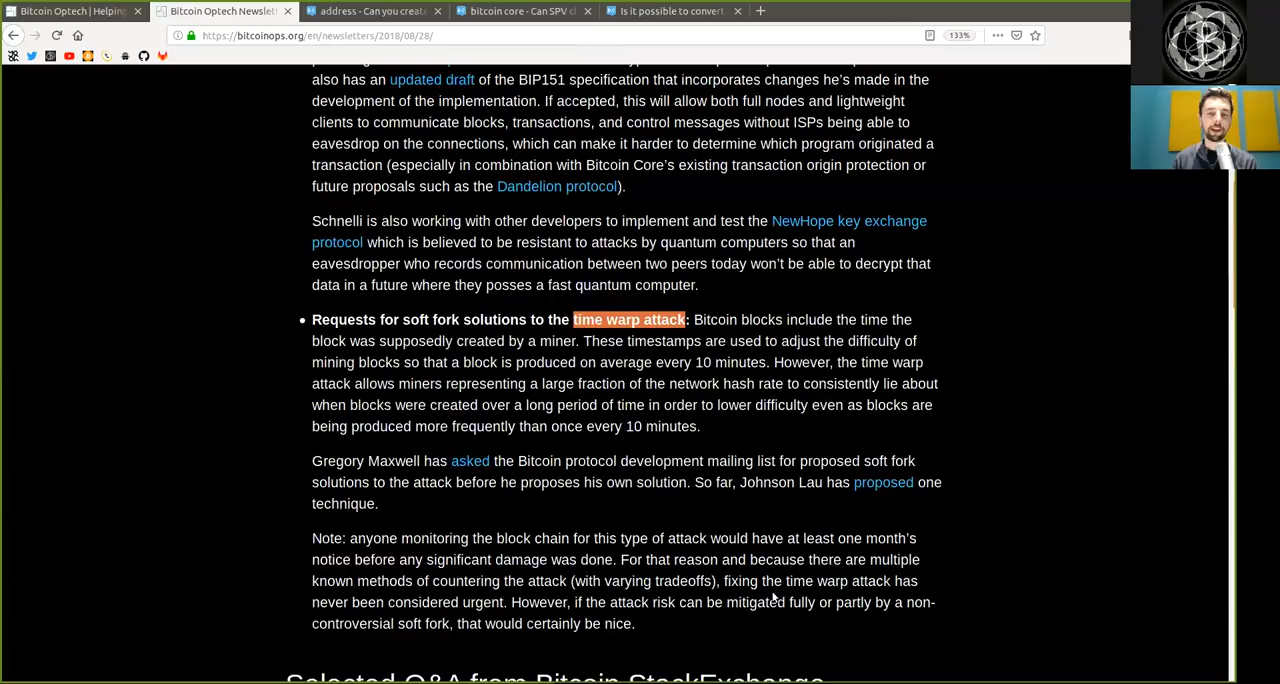 Bitcoin Optech | Helping
Bitcoin Optech Newslett
address - Can you create
bitcoin core - Can SPV cl
Is it possible to convert
https://bitcoinops.org/en/newsletters/2018/08/28/
133%
also has an updated draft of the BIP151 specification that incorporates changes he’s made in the
development of the implementation. If accepted, this will allow both full nodes and lightweight
clients to communicate blocks, transactions, and control messages without ISPs being able to
eavesdrop on the connections, which can make it harder to determine which program originated a
transaction (especially in combination with Bitcoin Core’s existing transaction origin protection or
future proposals such as the Dandelion protocol).
Schnelli is also working with other developers to implement and test the NewHope key exchange
protocol which is believed to be resistant to attacks by quantum computers so that an
eavesdropper who records communication between two peers today won’t be able to decrypt that
data in a future where they posses a fast quantum computer.
Requests for soft fork solutions to the time warp attack: Bitcoin blocks include the time the
block was supposedly created by a miner. These timestamps are used to adjust the difficulty of
mining blocks so that a block is produced on average every 10 minutes. However, the time warp
attack allows miners representing a large fraction of the network hash rate to consistently lie about
when blocks were created over a long period of time in order to lower difficulty even as blocks are
being produced more frequently than once every 10 minutes.
Gregory Maxwell has asked the Bitcoin protocol development mailing list for proposed soft fork
solutions to the attack before he proposes his own solution. So far, Johnson Lau has proposed one
technique.
Note: anyone monitoring the block chain for this type of attack would have at least one month’s
notice before any significant damage was done. For that reason and because there are multiple
known methods of countering the attack (with varying tradeoffs), fixing the time warp attack has
never been considered urgent. However, if the attack risk can be mitigated fully or partly by a non-
controversial soft fork, that would certainly be nice.
Selected Q&A from Bitcoin StackExchange